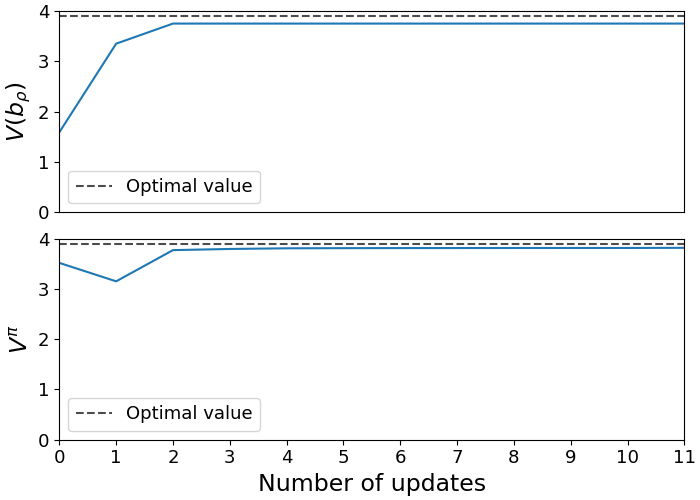 4
3
2
1
0
V(b_ρ)
Optimal value
4
3
2
1
0
V^π
Optimal value
0 1 2 3 4 5 6 7 8 9 10 11
Number of updates